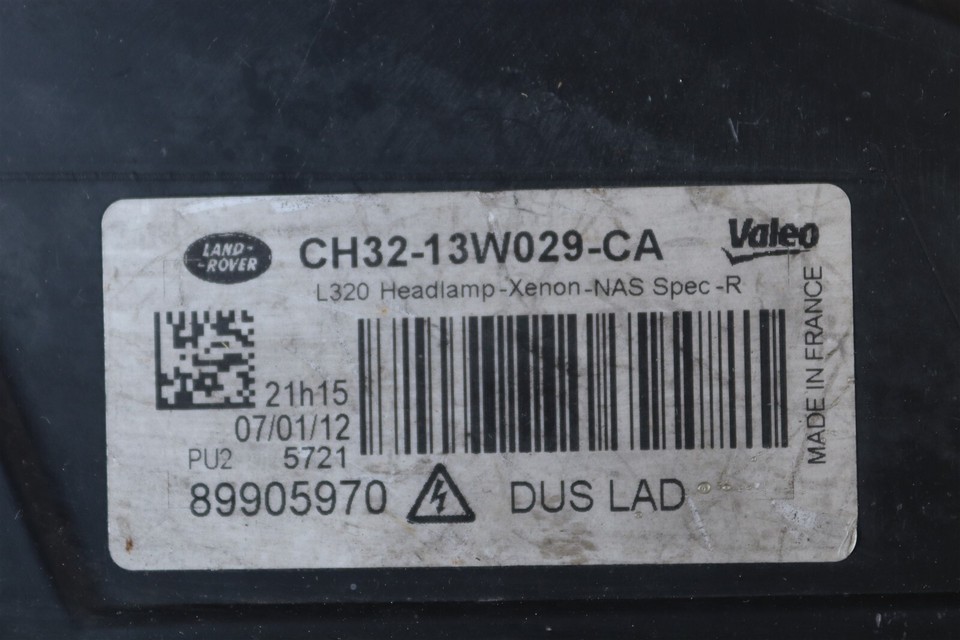 LAND-
-ROVER
CH32-13W029-CA
Valeo
L320 Headlamp-Xenon-NAS Spec-R
21h15
07/01/12
PU2 5721
89905970
DUS LAD
MADE IN FRANCE